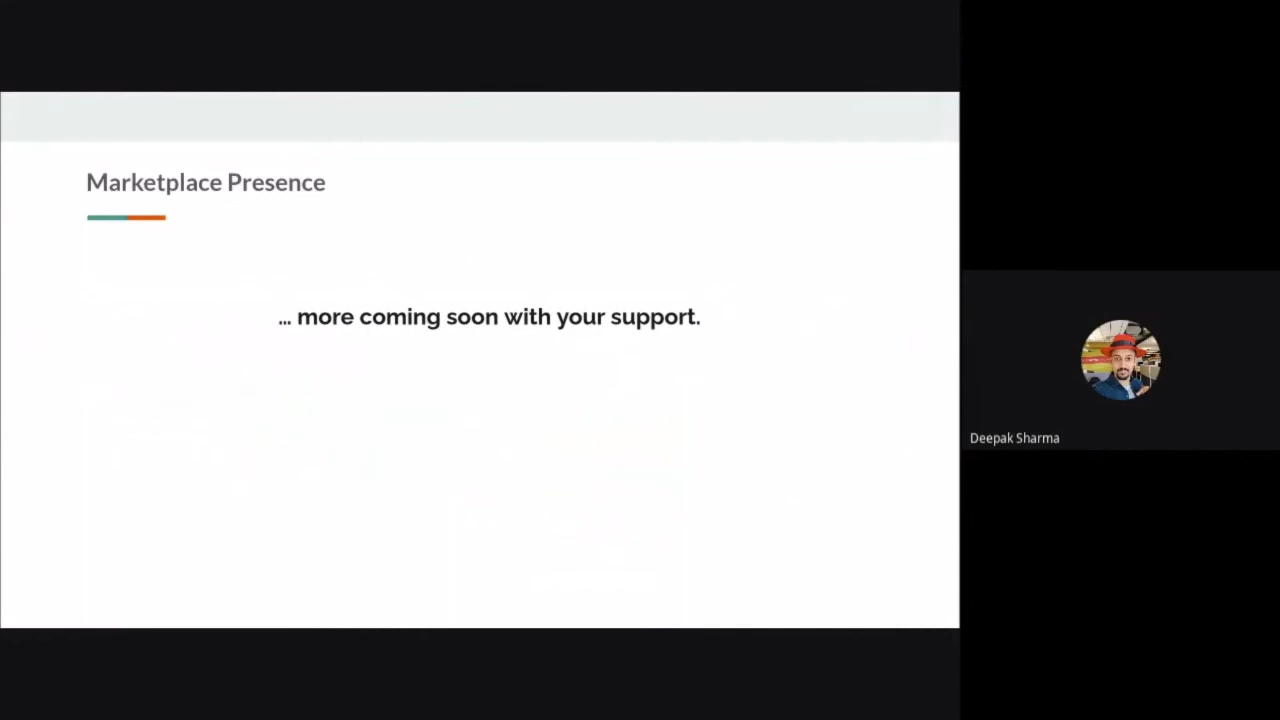 Marketplace Presence
... more coming soon with your support.
Deepak Sharma